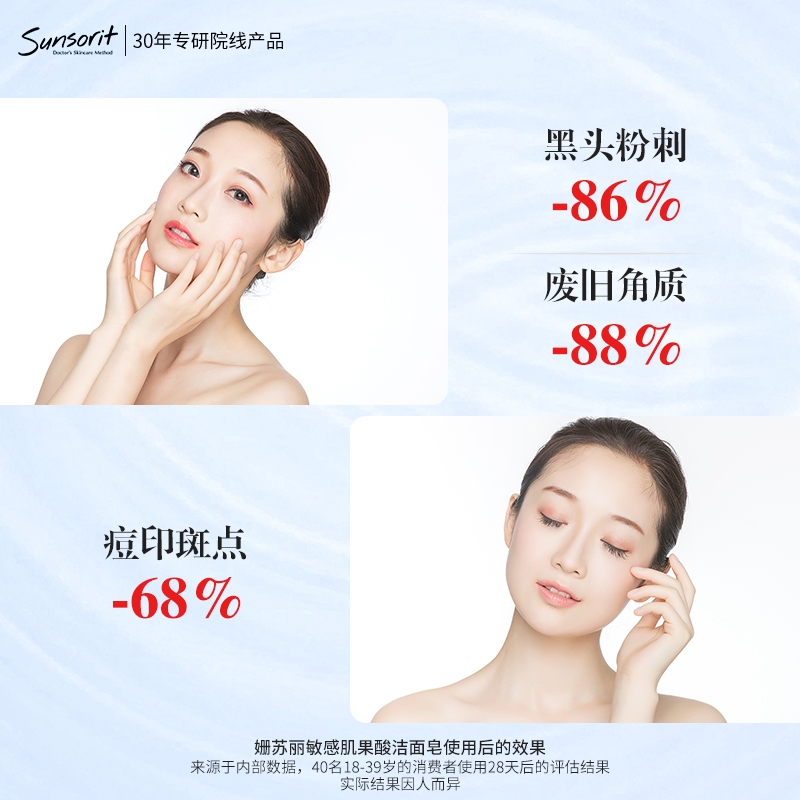 Sunsorit
Doctor's Skincare Method
30年专研院线产品
黑头粉刺
-86%
废旧角质
-88%
痘印斑点
-68%
姗苏丽敏感肌果酸洁面皂使用后的效果
来源于内部数据，40名18-39岁的消费者使用28天后的评估结果
实际结果因人而异